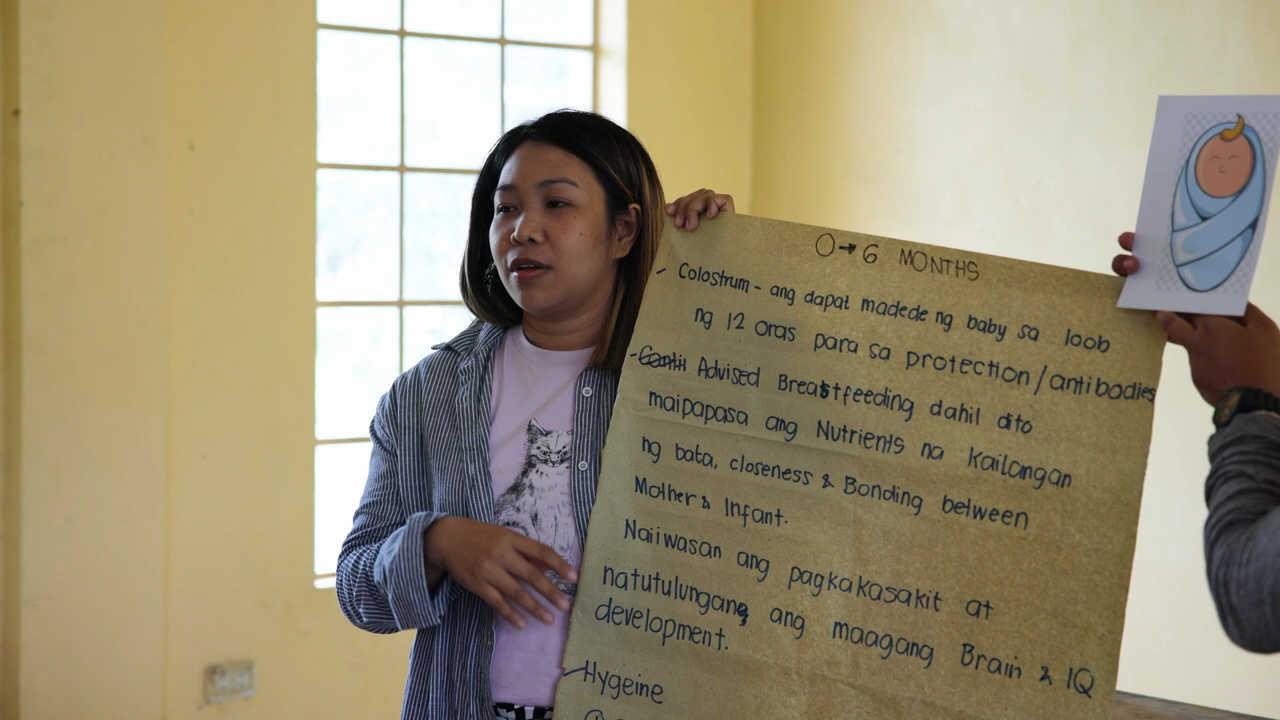 0→6 MONTHS
- Colostrum - ang dapat madede ng baby sa loob
ng 12 oras para sa protection/antibodies
- Advised Breastfeeding dahil dito
maipapasa ang Nutrients na kailangan
ng bata, closeness & Bonding between
Mother & Infant.
Naiiwasan ang pagkakasakit at
natutulungang ang maagang Brain & IQ
development.
- Hygeine